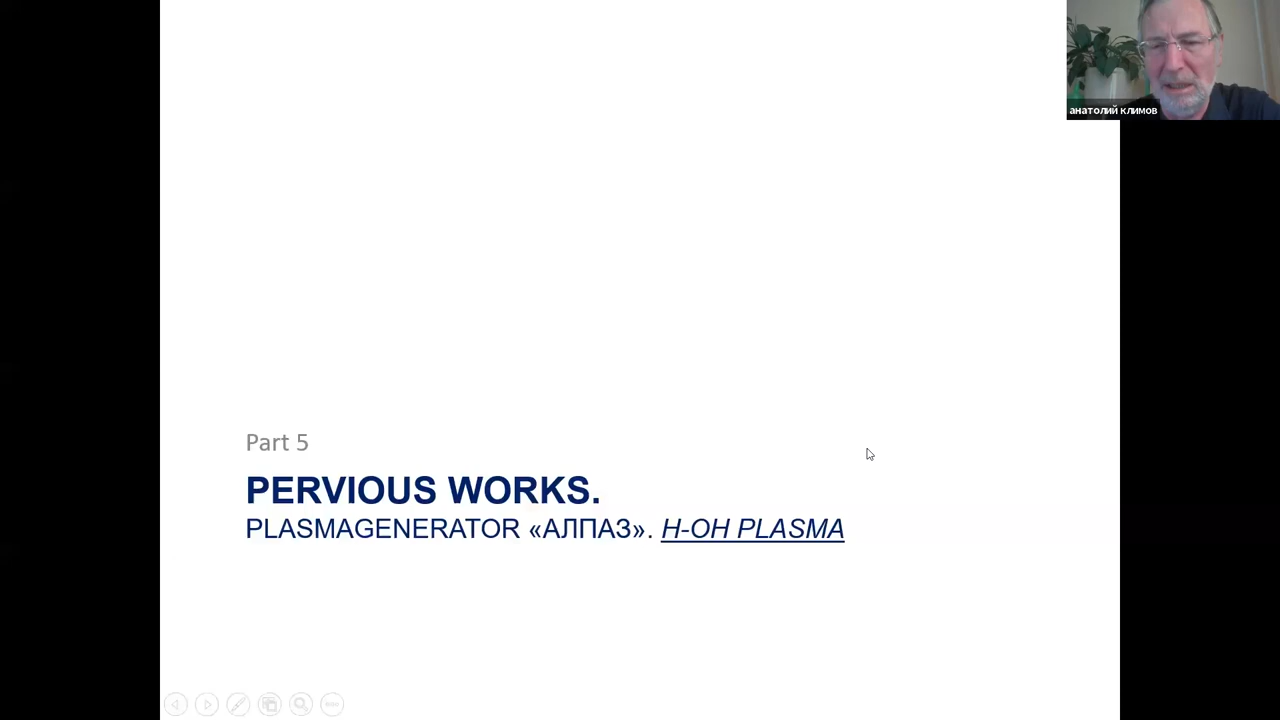 анатолий климов
Part 5
PERVIOUS WORKS.
PLASMAGENERATOR «АЛПАЗ». H-OH PLASMA